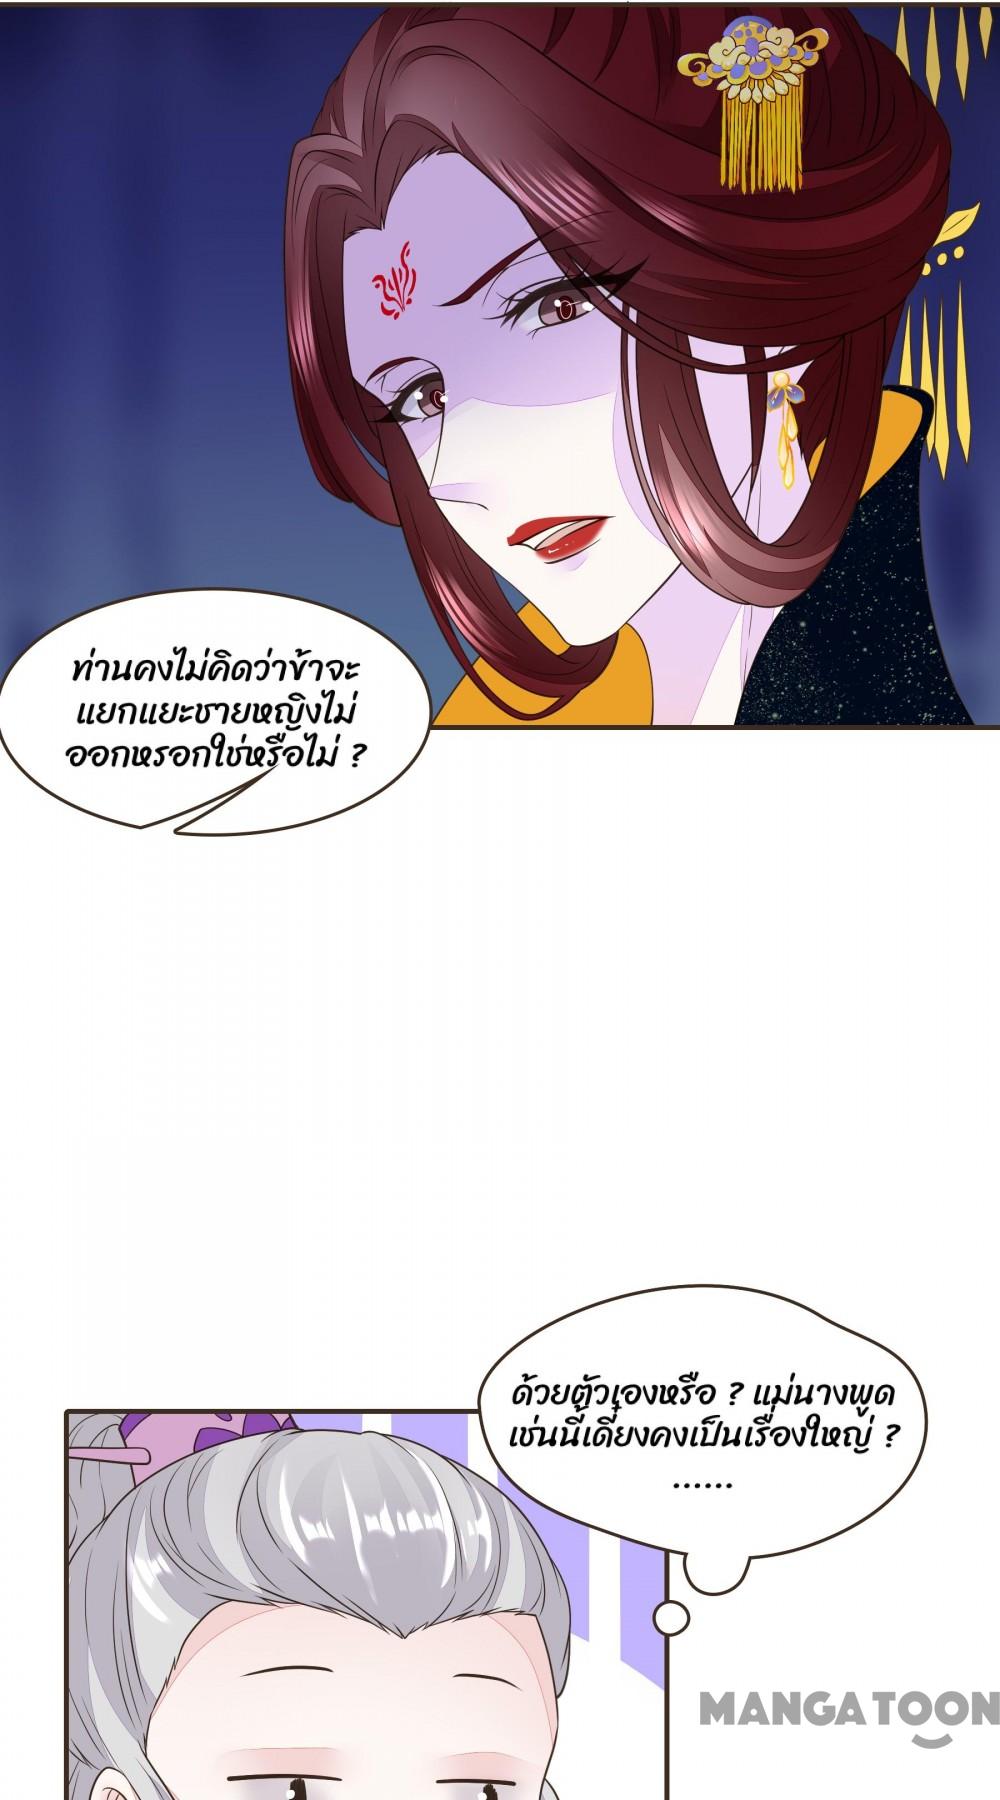 ท่านคงไม่คิดว่าข้าจะ
แยกแยะชายหญิงไม่
ออกหรอกใช่หรือไม่ ?
ด้วยตัวเองหรือ ? แม่นางพูด
เช่นนี้เดี๋ยงคงเป็นเรื่องใหญ่ ?
......
MANGATOON